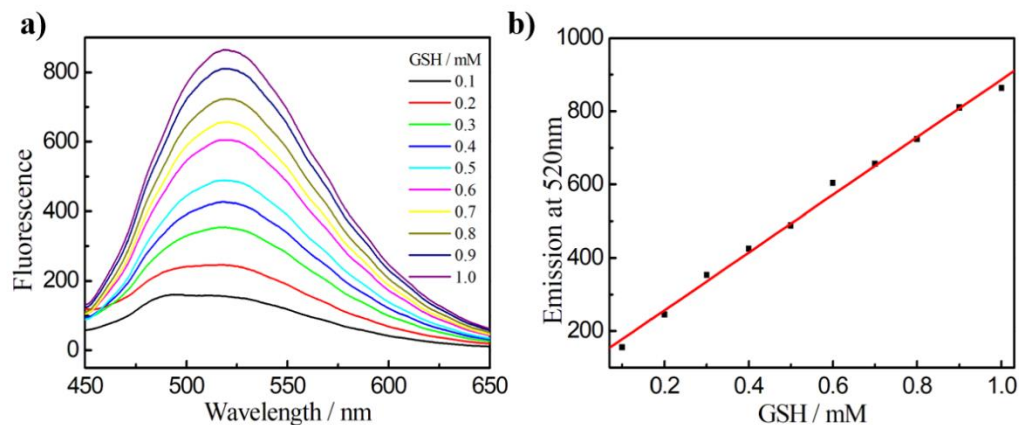 a)
GSH / mM
0.1
0.2
0.3
0.4
0.5
0.6
0.7
0.8
0.9
1.0
800
600
400
200
0
Fluorescence
450 500 550 600 650
Wavelength / nm
b)
1000
800
600
400
200
Emission at 520nm
0.2 0.4 0.6 0.8 1.0
GSH / mM